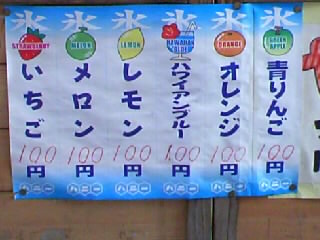 氷
STRAWBERRY
いちご
100
円
氷
MELON
メロン
100
円
氷
LEMON
レモン
100
円
氷
HAWAIIAN
BLUE
ハワイアンブルー
100
円
氷
ORANGE
オレンジ
100
円
氷
GREEN
APPLE
青りんご
100
円